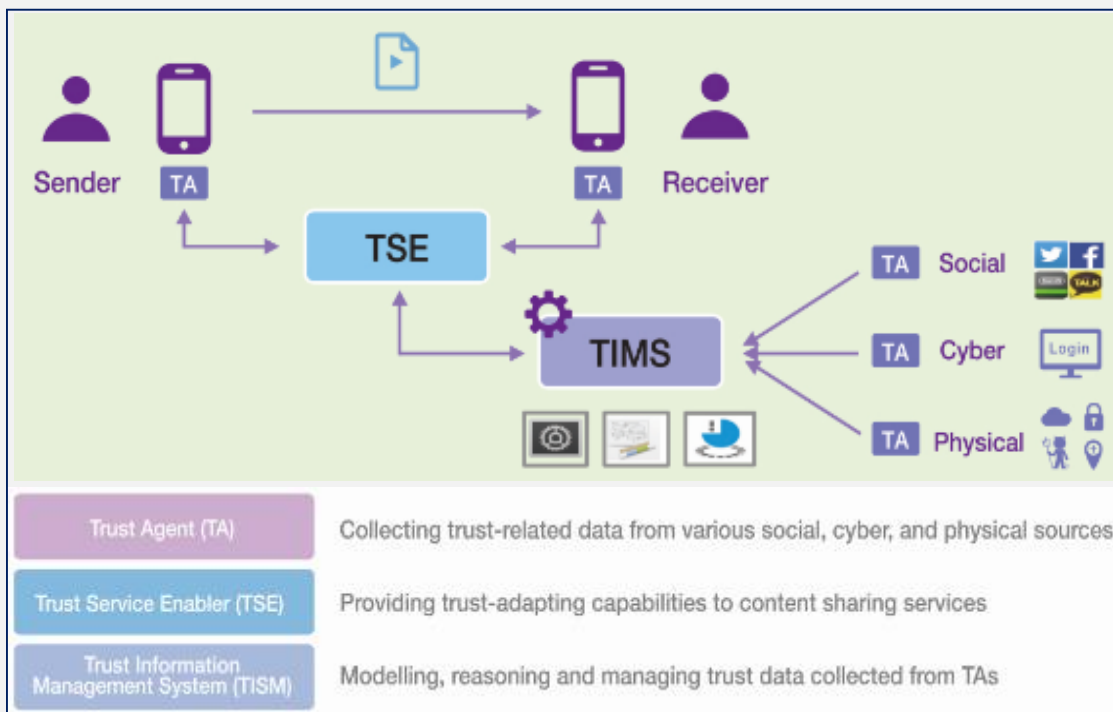 Sender
TA
TA
Receiver
TSE
TA Social
TALK
TIMS
TA Cyber
Login
TA Physical
Trust Agent (TA)
Collecting trust-related data from various social, cyber, and physical sources
Trust Service Enabler (TSE)
Providing trust-adapting capabilities to content sharing services
Trust Information
Management System (TISM)
Modelling, reasoning and managing trust data collected from TAs